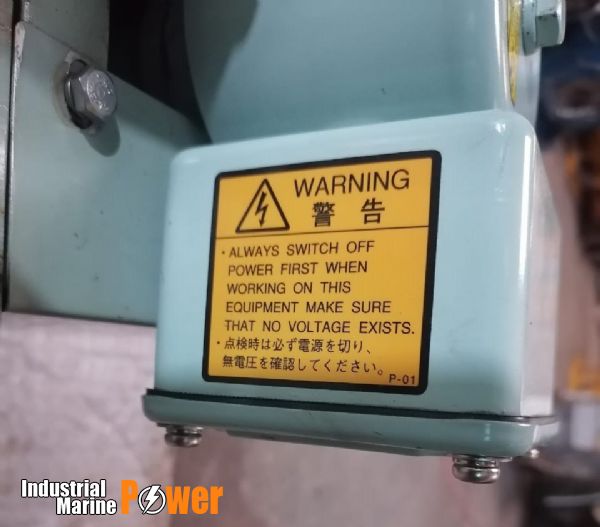 WARNING
警告
・ALWAYS SWITCH OFF
POWER FIRST WHEN
WORKING ON THIS
EQUIPMENT MAKE SURE
THAT NO VOLTAGE EXISTS.
・点検時は必ず電源を切り、
無電圧を確認してください。
P-01
Industrial
Marine Power